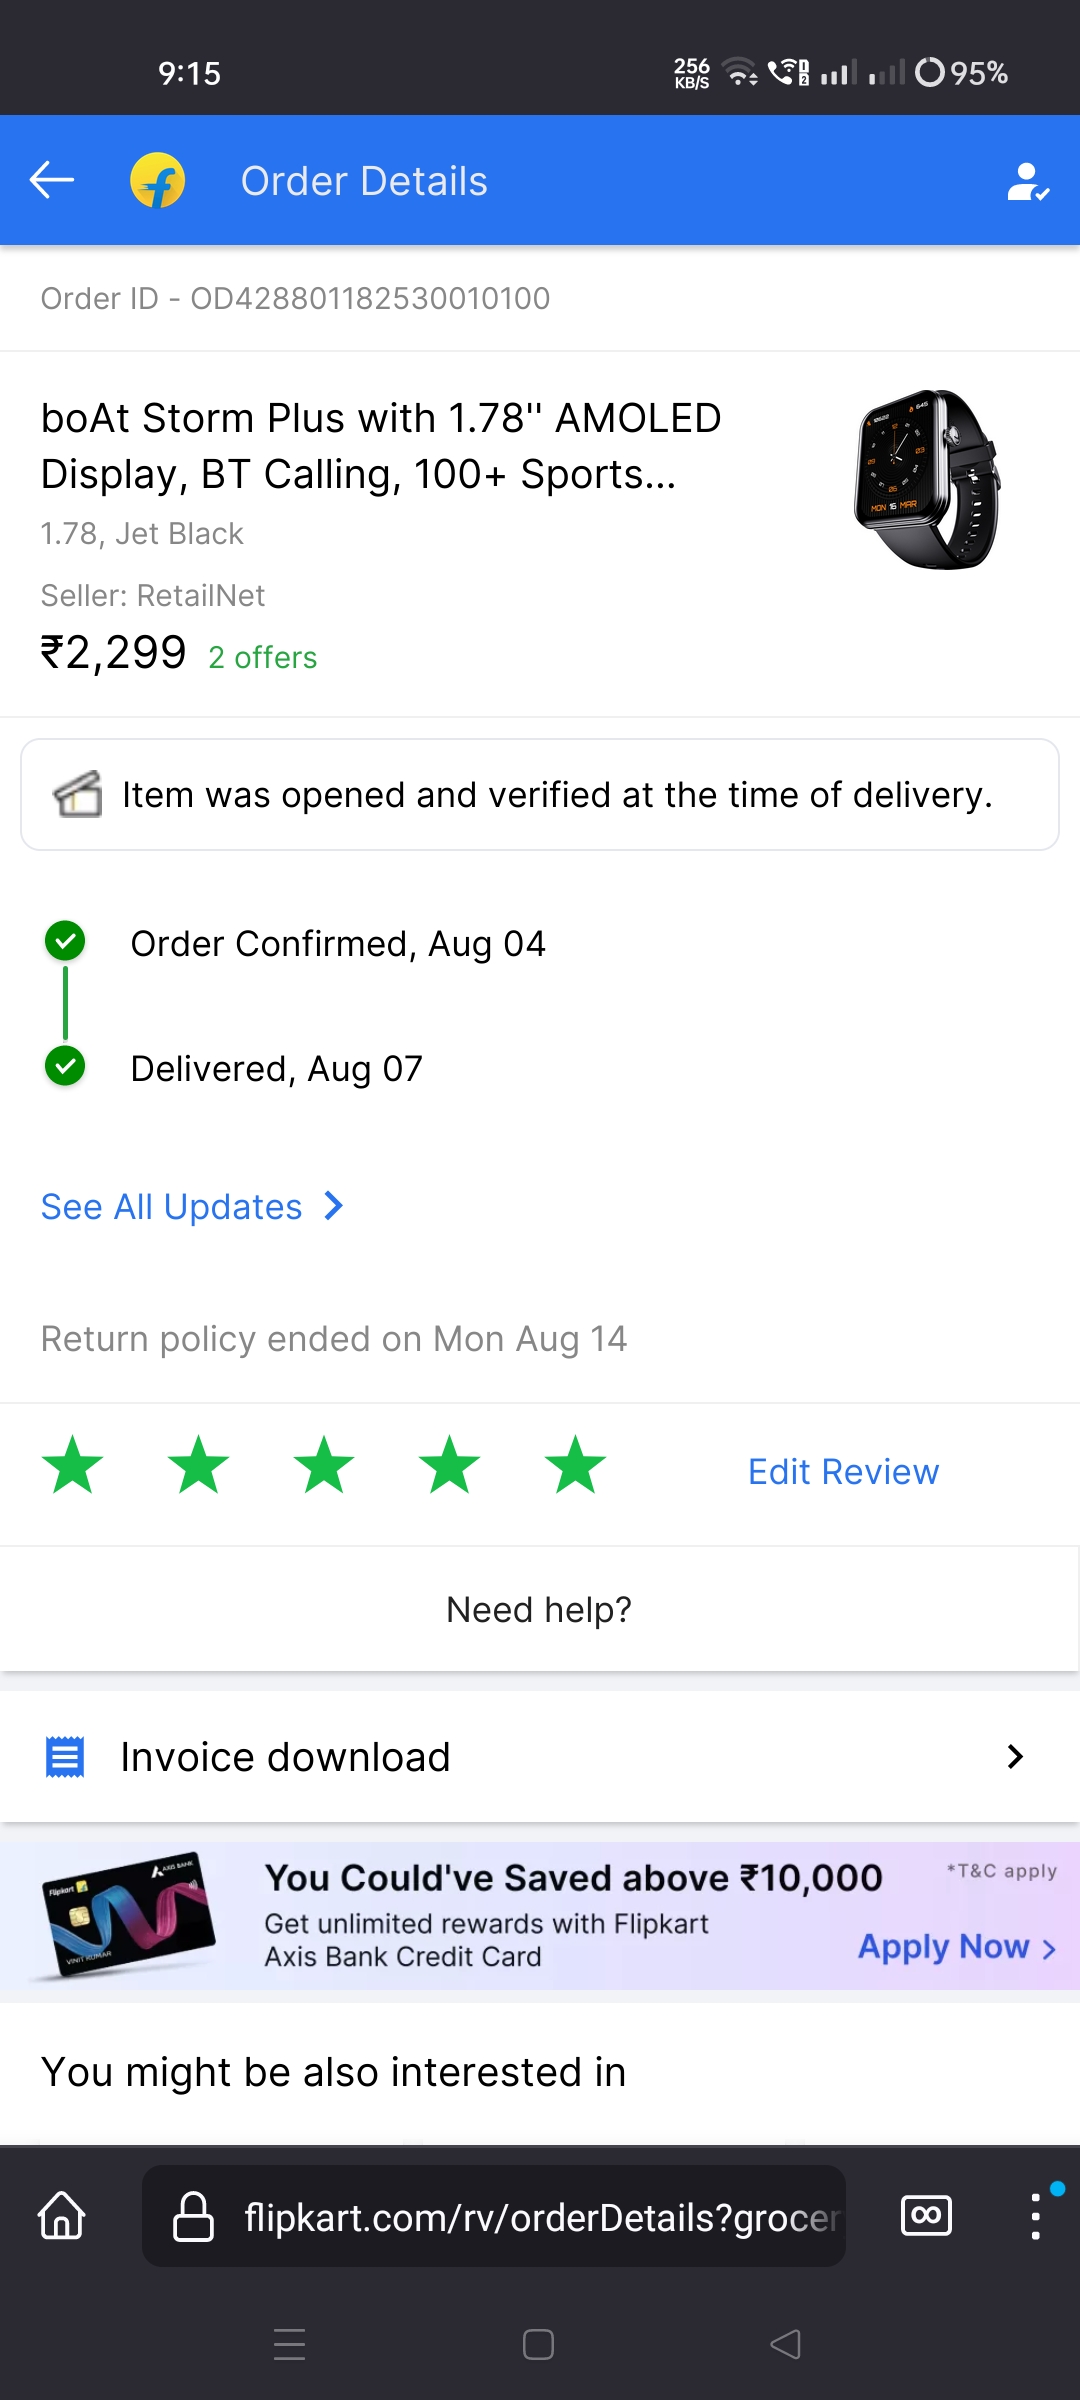 9:15
256 KB/S
95%
Order Details
Order ID - OD428801182530010100
boAt Storm Plus with 1.78'' AMOLED
Display, BT Calling, 100+ Sports...
1.78, Jet Black
Seller: RetailNet
₹2,299 2 offers
Item was opened and verified at the time of delivery.
Order Confirmed, Aug 04
Delivered, Aug 07
See All Updates
Return policy ended on Mon Aug 14
Edit Review
Need help?
Invoice download
Flipkart
AXIS BANK
VINIT KUMAR
You Could've Saved above ₹10,000
*T&C apply
Get unlimited rewards with Flipkart
Axis Bank Credit Card
Apply Now >
You might be also interested in
flipkart.com/rv/orderDetails?grocer